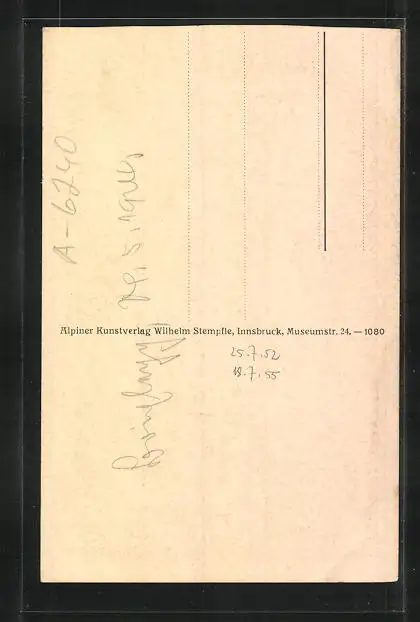 A-6240
Alpiner Kunstverlag Wilhelm Stempfle, Innsbruck, Museumstr. 24. — 1080
25.7.52
18.7.55